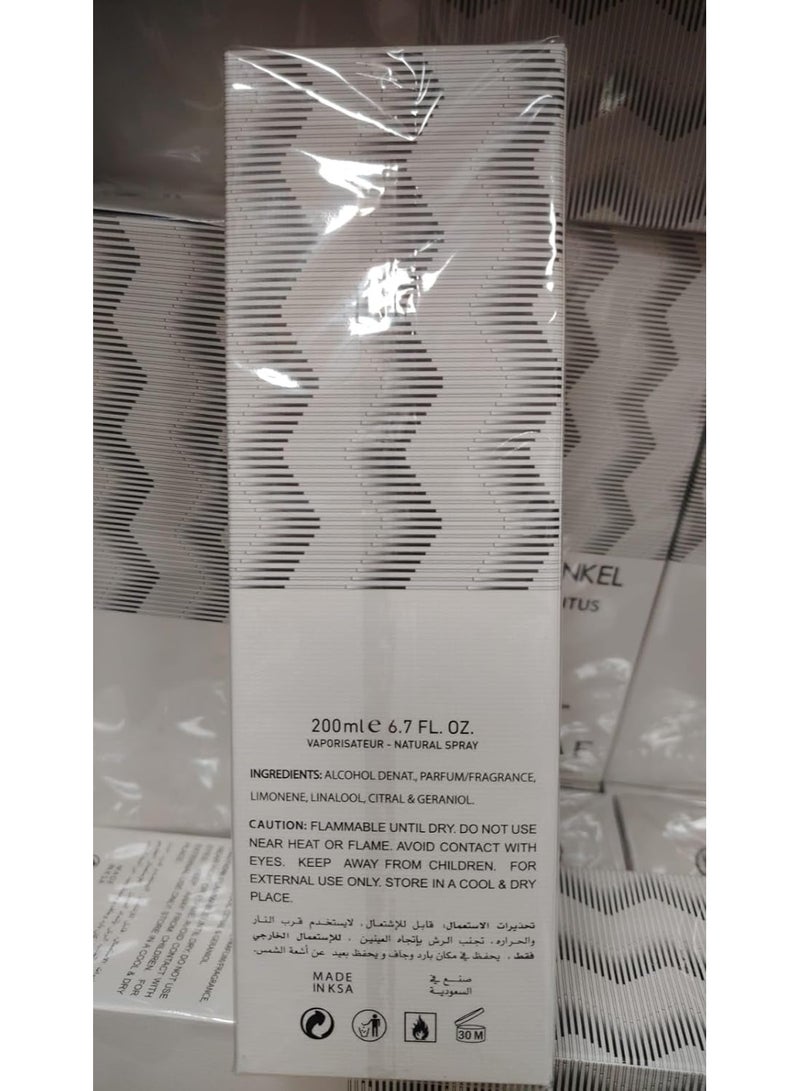 200ml e 6.7 FL. OZ.
VAPORISATEUR - NATURAL SPRAY
INGREDIENTS: ALCOHOL DENAT., PARFUM/FRAGRANCE,
LIMONENE, LINALOOL, CITRAL & GERANIOL.
CAUTION: FLAMMABLE UNTIL DRY. DO NOT USE
NEAR HEAT OR FLAME. AVOID CONTACT WITH
EYES. KEEP AWAY FROM CHILDREN. FOR
EXTERNAL USE ONLY. STORE IN A COOL & DRY
PLACE.
تحذيرات الاستعمال: قابل للإشتعال، لايستخدم قرب النار
والحراره، تجنب الرش بإتجاه العينين ، للإستعمال الخارجي
فقط . يحفظ في مكان بارد وجاف و يحفظ بعيد عن أشعة الشمس.
MADE
IN KSA
صنع في
السعودية
30 M
NKEL
ITUS